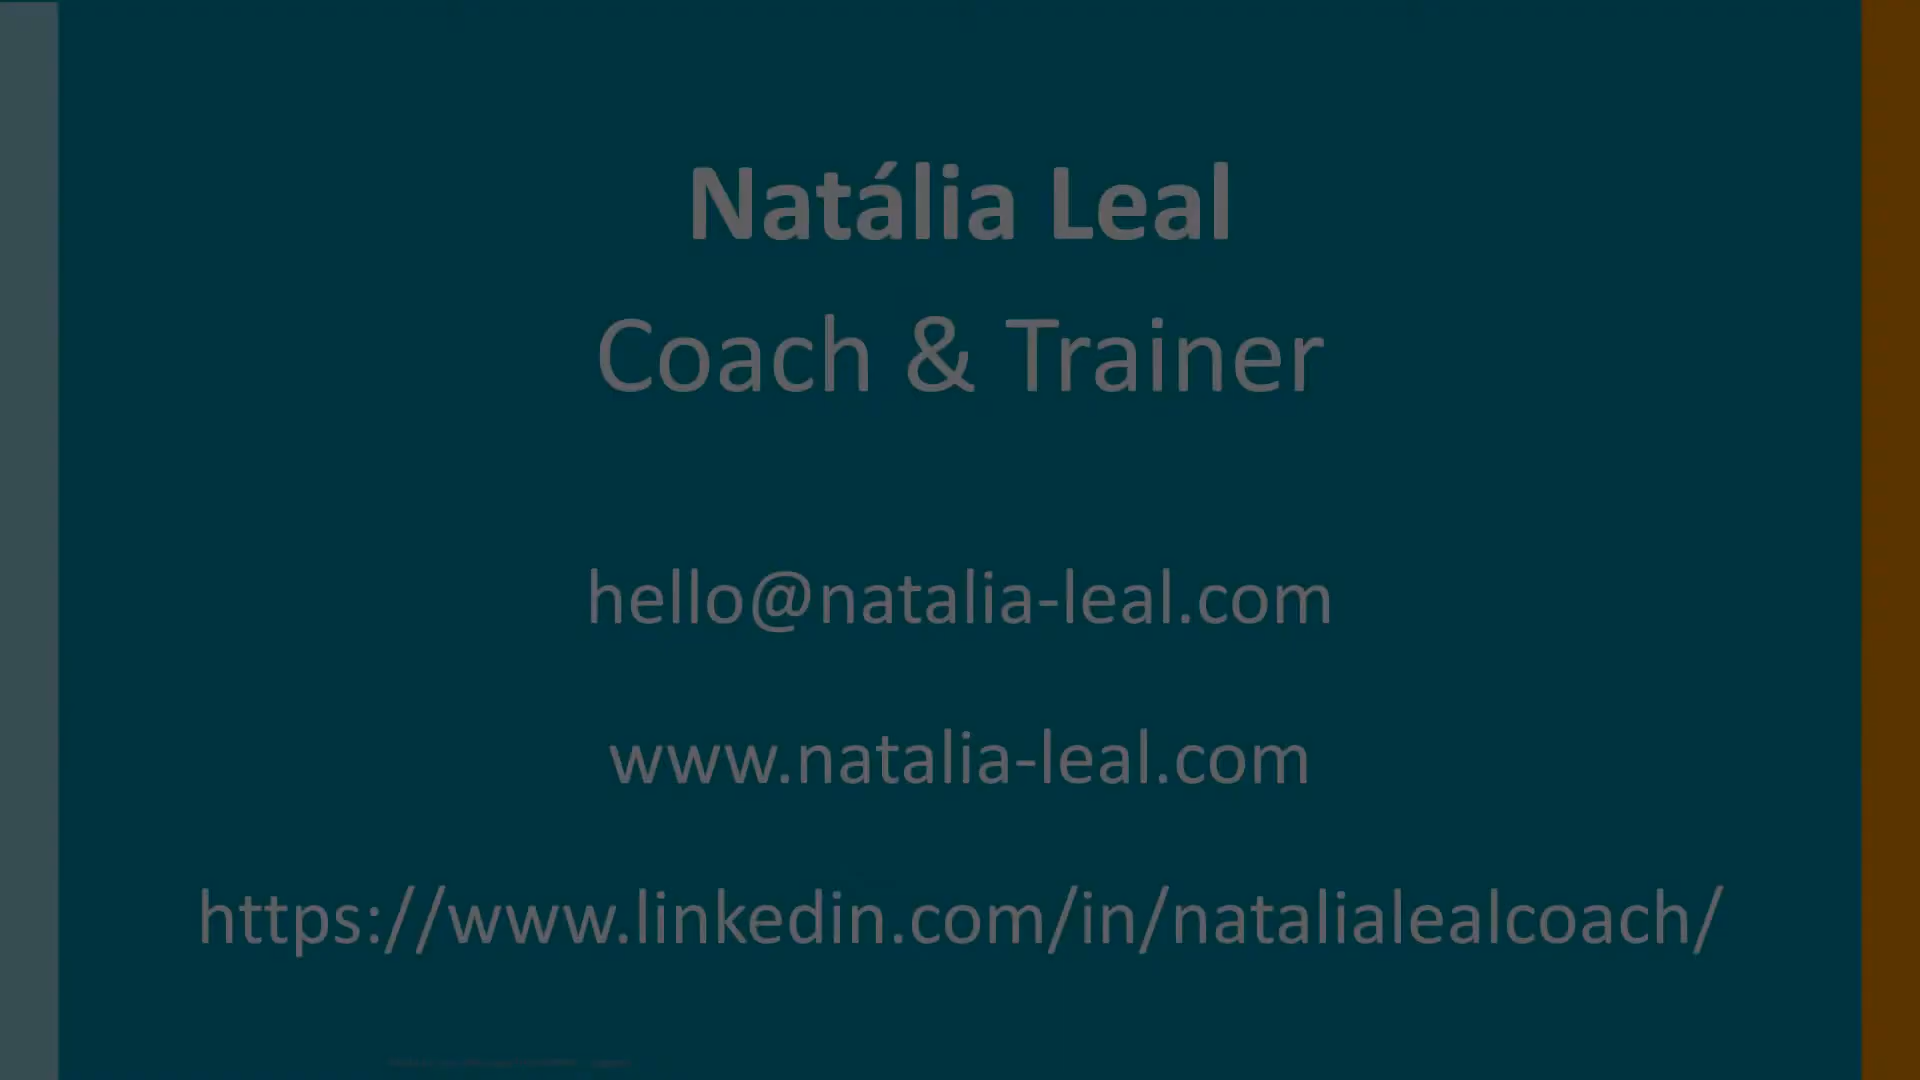 Natália Leal
Coach & Trainer
hello@natalia-leal.com
www.natalia-leal.com
https://www.linkedin.com/in/natalialealcoach/